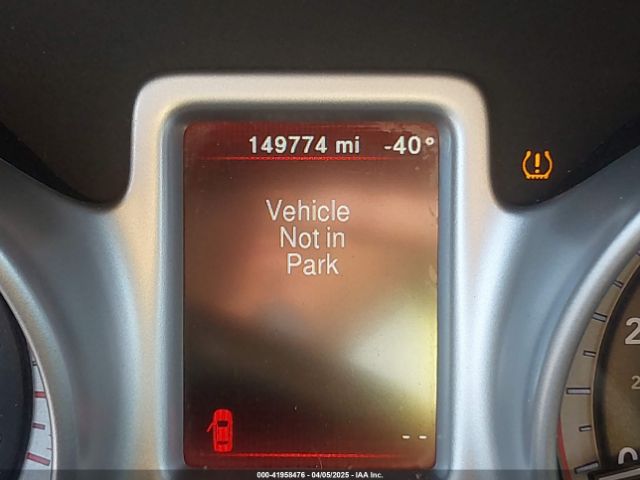 149774 mi -40°
Vehicle
Not in
Park
--
000-41958476 - 04/05/2025 - IAA Inc.